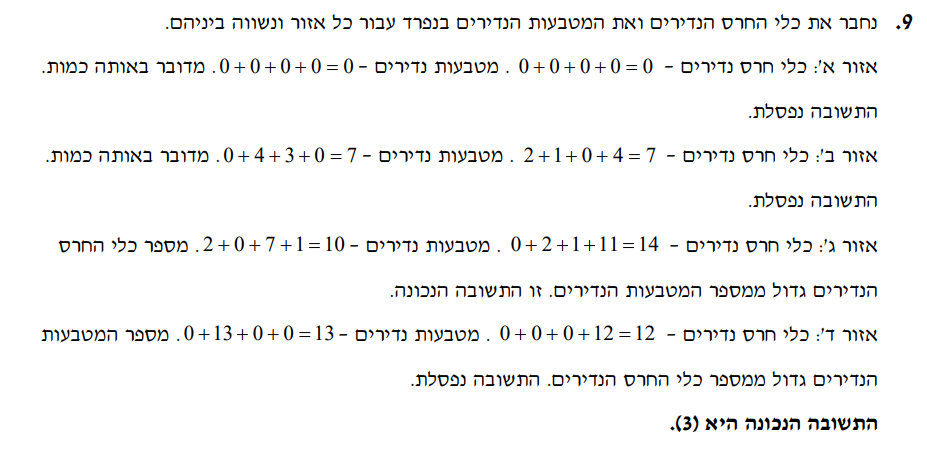 9. נחבר את כלי החרס הנדירים ואת המטבעות הנדירים בנפרד עבור כל אזור ונשווה ביניהם.
אזור א': כלי חרס נדירים – 0+0+0+0=0 . מטבעות נדירים – 0+0+0+0=0. מדובר באותה כמות.
התשובה נפסלת.
אזור ב': כלי חרס נדירים – 2+1+0+4=7 . מטבעות נדירים – 0+4+3+0=7. מדובר באותה כמות.
התשובה נפסלת.
אזור ג': כלי חרס נדירים – 0+2+1+11=14 . מטבעות נדירים – 2+0+7+1=10. מספר כלי החרס
הנדירים גדול ממספר המטבעות הנדירים. זו התשובה הנכונה.
אזור ד': כלי חרס נדירים – 0+0+0+12=12 . מטבעות נדירים – 0+13+0+0=13. מספר המטבעות
הנדירים גדול ממספר כלי החרס הנדירים. התשובה נפסלת.
התשובה הנכונה היא (3).